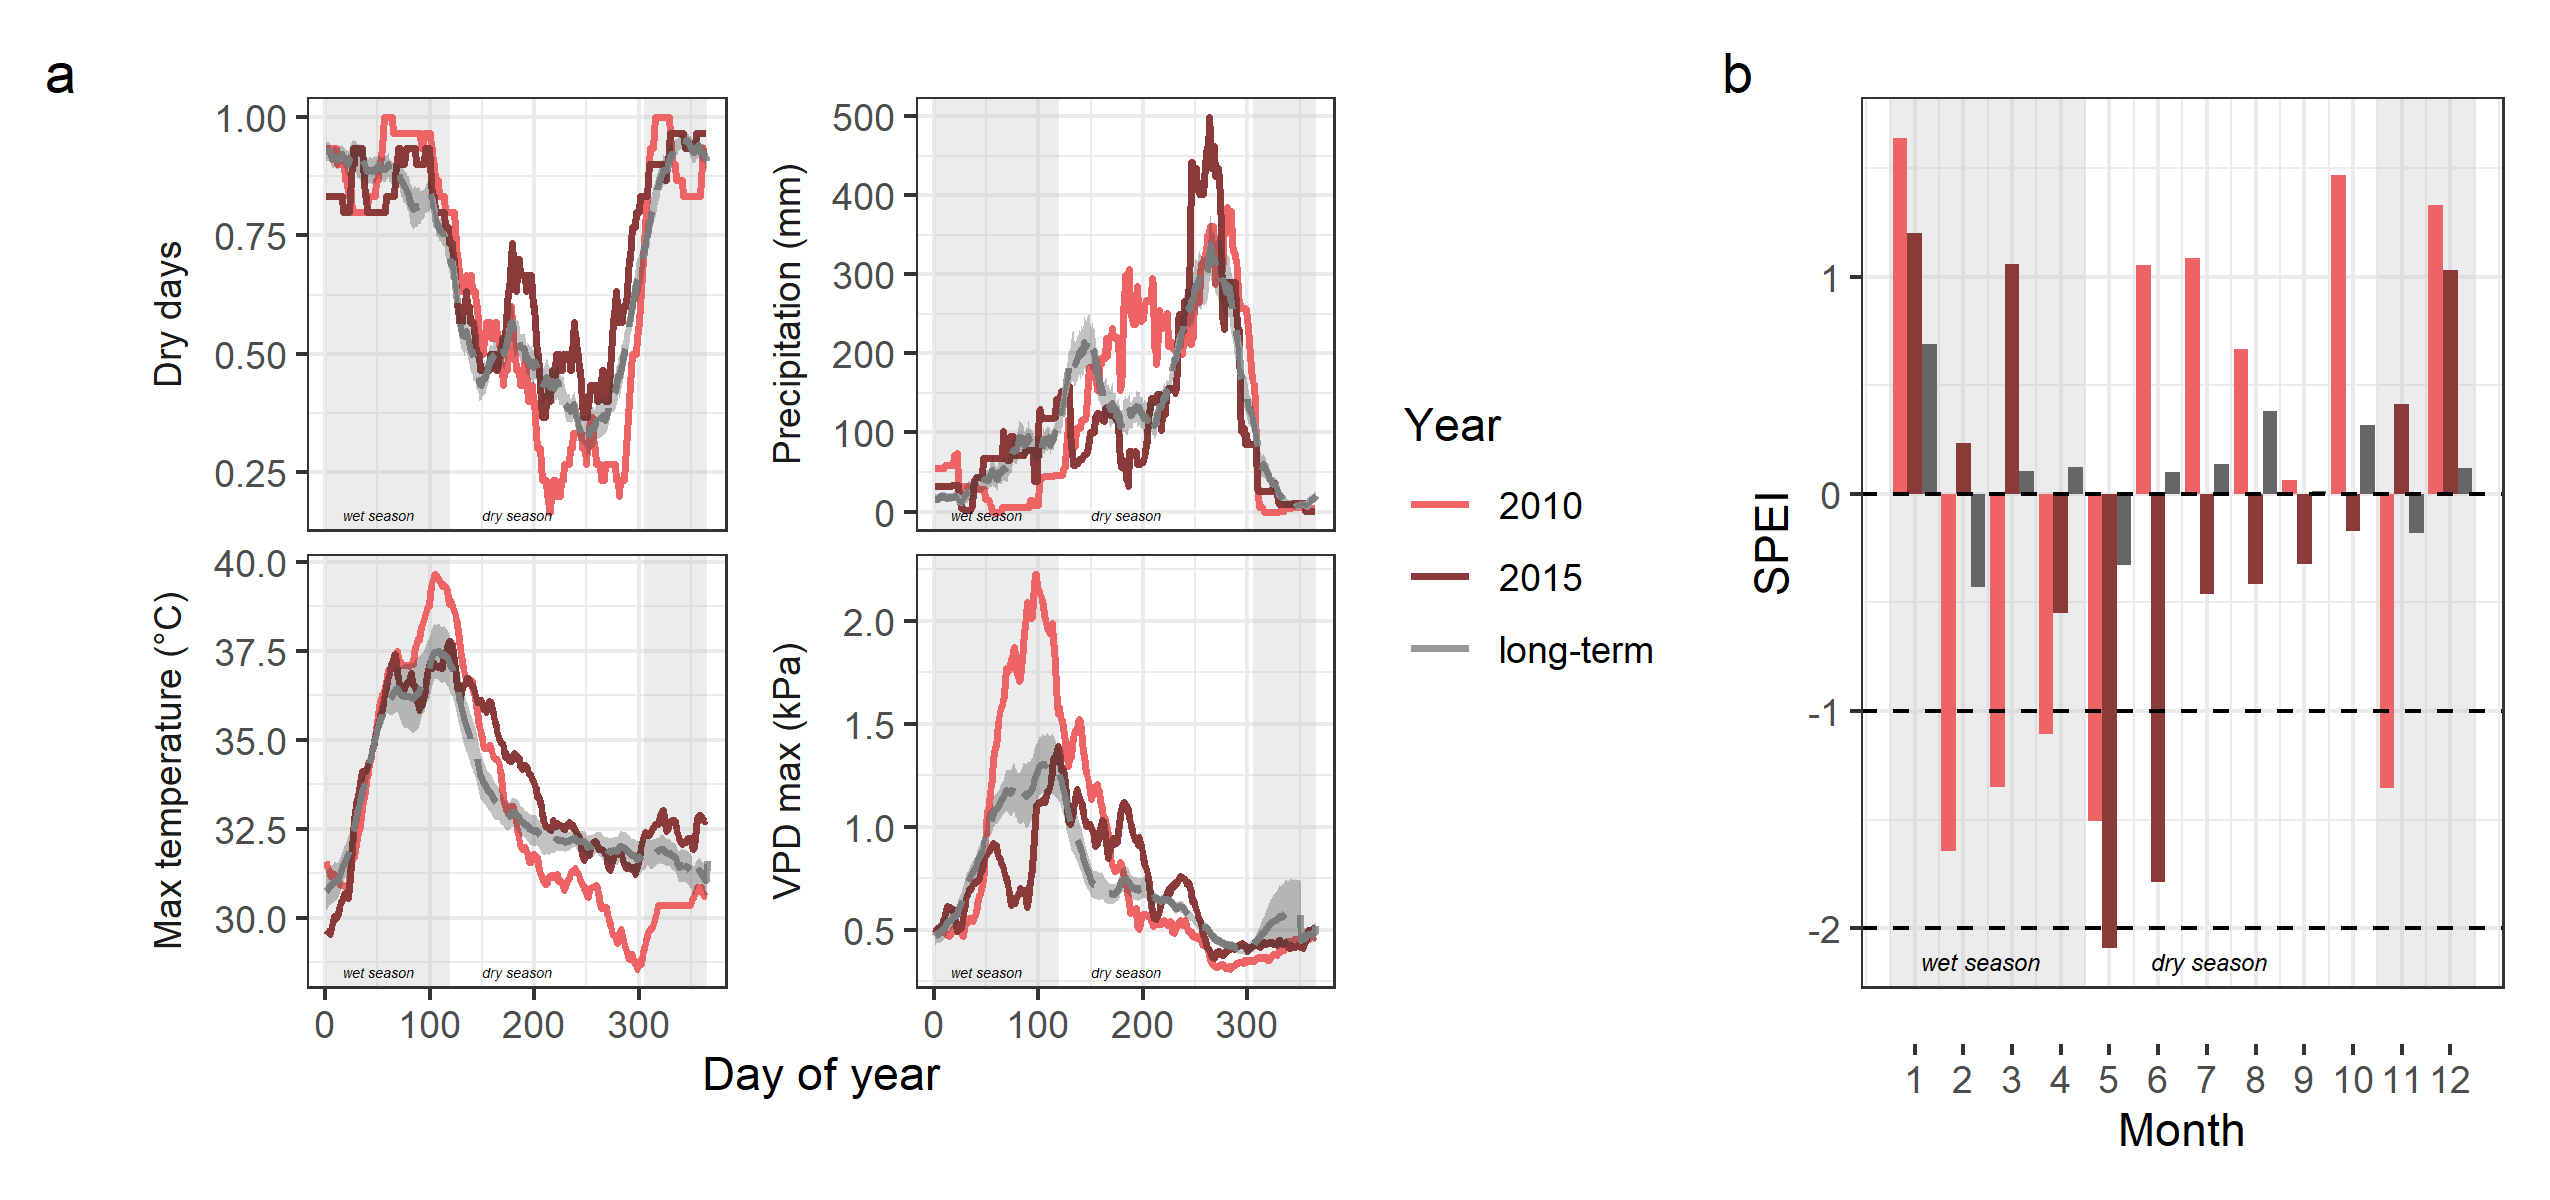 a
b
Dry days
1.00
0.75
0.50
0.25
wet season
dry season
Precipitation (mm)
500
400
300
200
100
0
wet season
dry season
Max temperature (°C)
40.0
37.5
35.0
32.5
30.0
wet season
dry season
0 100 200 300
VPD max (kPa)
2.0
1.5
1.0
0.5
wet season
dry season
0 100 200 300
Day of year
Year
2010
2015
long-term
SPEI
1
0
-1
-2
wet season
dry season
1 2 3 4 5 6 7 8 9 10 11 12
Month